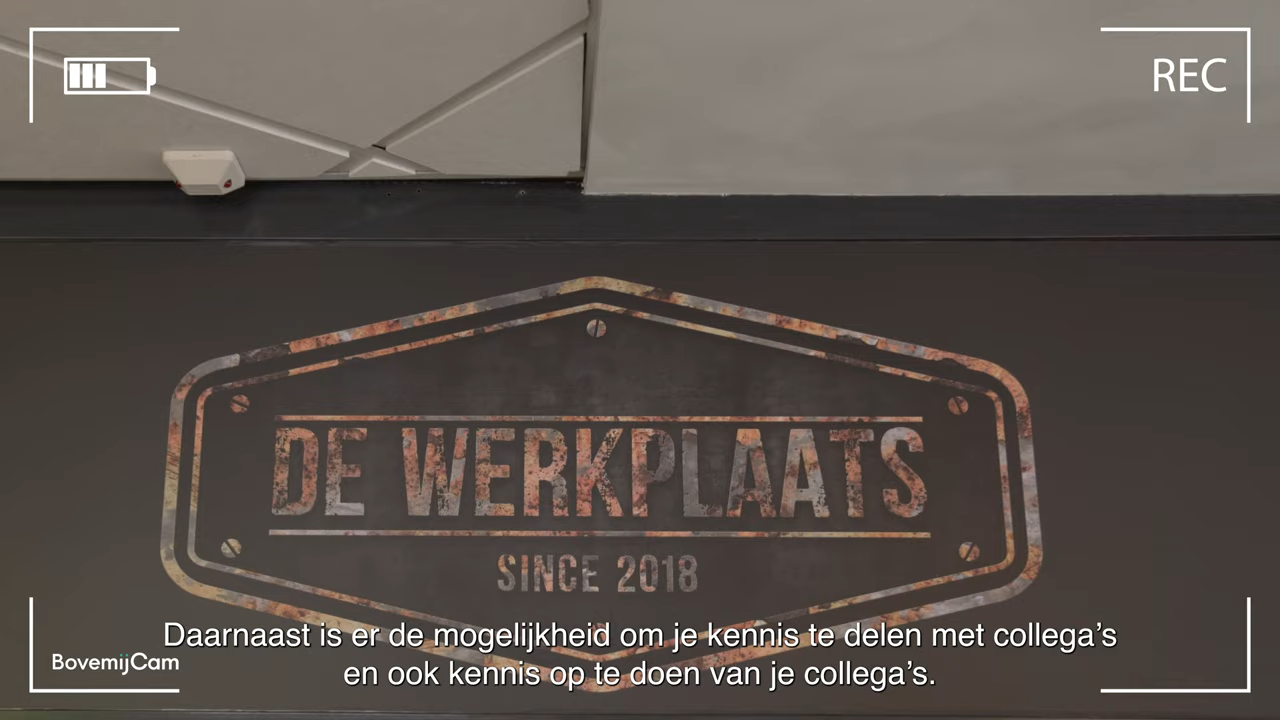 REC
DE WERKPLAATS
SINCE 2018
Daarnaast is er de mogelijkheid om je kennis te delen met collega’s
en ook kennis op te doen van je collega’s.
BovemijCam